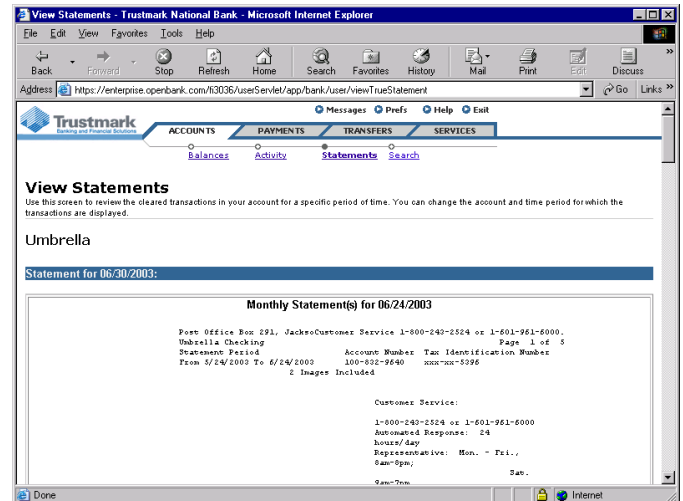 View Statements - Trustmark National Bank - Microsoft Internet Explorer
File Edit View Favorites Tools Help
Back Forward Stop Refresh Home Search Favorites History Mail Print Edit Discuss »
Address https://enterprise.openbank.com/fi3036/userServlet/app/bank/user/viewTrueStatement Go Links »
Messages Prefs Help Exit
Trustmark
Banking and Financial Solutions
ACCOUNTS PAYMENTS TRANSFERS SERVICES
Balances Activity Statements Search
View Statements
Use this screen to review the cleared transactions in your account for a specific period of time. You can change the account and time period for which the
transactions are displayed.
Umbrella
Statement for 06/30/2003:
Monthly Statement(s) for 06/24/2003
Post Office Box 291, JacksoCustomer Service 1-800-243-2524 or 1-601-961-6000.
Umbrella Checking Page 1 of 5
Statement Period Account Number Tax Identification Number
From 5/24/2003 To 6/24/2003 100-832-9640 xxx-xx-5396
2 Images Included
Customer Service:
1-800-243-2524 or 1-601-961-6000
Automated Response: 24
hours/day
Representative: Mon. - Fri.,
8am-8pm;
Sat.
9am-7pm
Done Internet